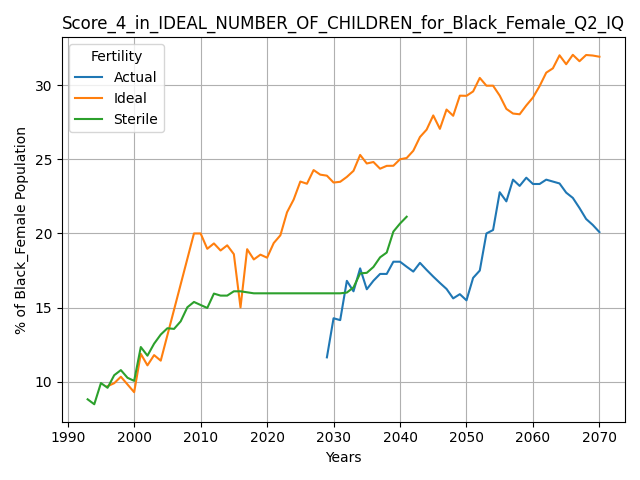 Score_4_in_IDEAL_NUMBER_OF_CHILDREN_for_Black_Female_Q2_IQ
Fertility
Actual
Ideal
Sterile
% of Black_Female Population
30
25
20
15
10
1990 2000 2010 2020 2030 2040 2050 2060 2070
Years